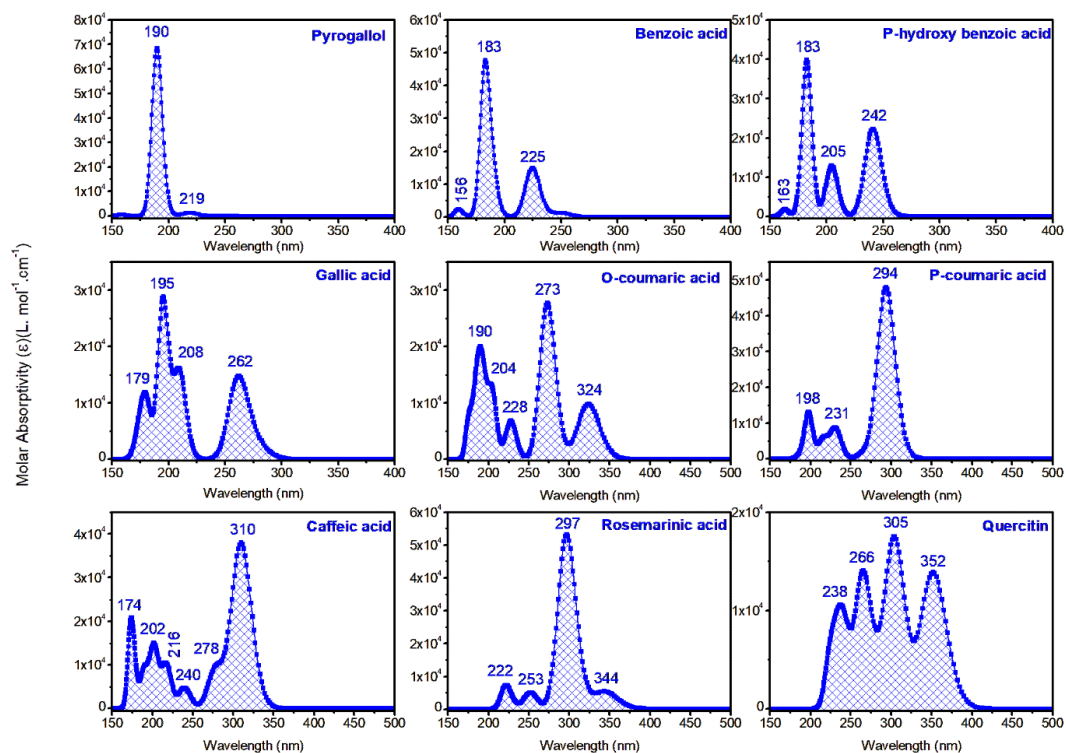 Pyrogallol
8x10⁴
7x10⁴
6x10⁴
5x10⁴
4x10⁴
3x10⁴
2x10⁴
1x10⁴
0
190
219
150 200 250 300 350 400
Wavelength (nm)
Benzoic acid
6x10⁴
5x10⁴
4x10⁴
3x10⁴
2x10⁴
1x10⁴
0
156
183
225
150 200 250 300 350 400
Wavelength (nm)
P-hydroxy benzoic acid
5x10⁴
4x10⁴
3x10⁴
2x10⁴
1x10⁴
0
163
183
205
242
150 200 250 300 350 400
Wavelength (nm)
Molar Absorptivity (ε)(L. mol⁻¹.cm⁻¹)
Gallic acid
3x10⁴
2x10⁴
1x10⁴
0
179
195
208
262
150 200 250 300 350 400
Wavelength (nm)
O-coumaric acid
3x10⁴
2x10⁴
1x10⁴
0
190
204
228
273
324
150 200 250 300 350 400 450 500
Wavelength (nm)
P-coumaric acid
5x10⁴
4x10⁴
3x10⁴
2x10⁴
1x10⁴
0
198
231
294
150 200 250 300 350 400 450 500
Wavelength (nm)
Caffeic acid
4x10⁴
3x10⁴
2x10⁴
1x10⁴
0
174
202
216
240
278
310
150 200 250 300 350 400 450 500
Wavelength (nm)
Rosemarinic acid
6x10⁴
5x10⁴
4x10⁴
3x10⁴
2x10⁴
1x10⁴
0
222
253
297
344
150 200 250 300 350 400 450 500
Wavelength (nm)
Quercitin
2x10⁴
1x10⁴
0
238
266
305
352
150 200 250 300 350 400 450 500
Wavelength (nm)